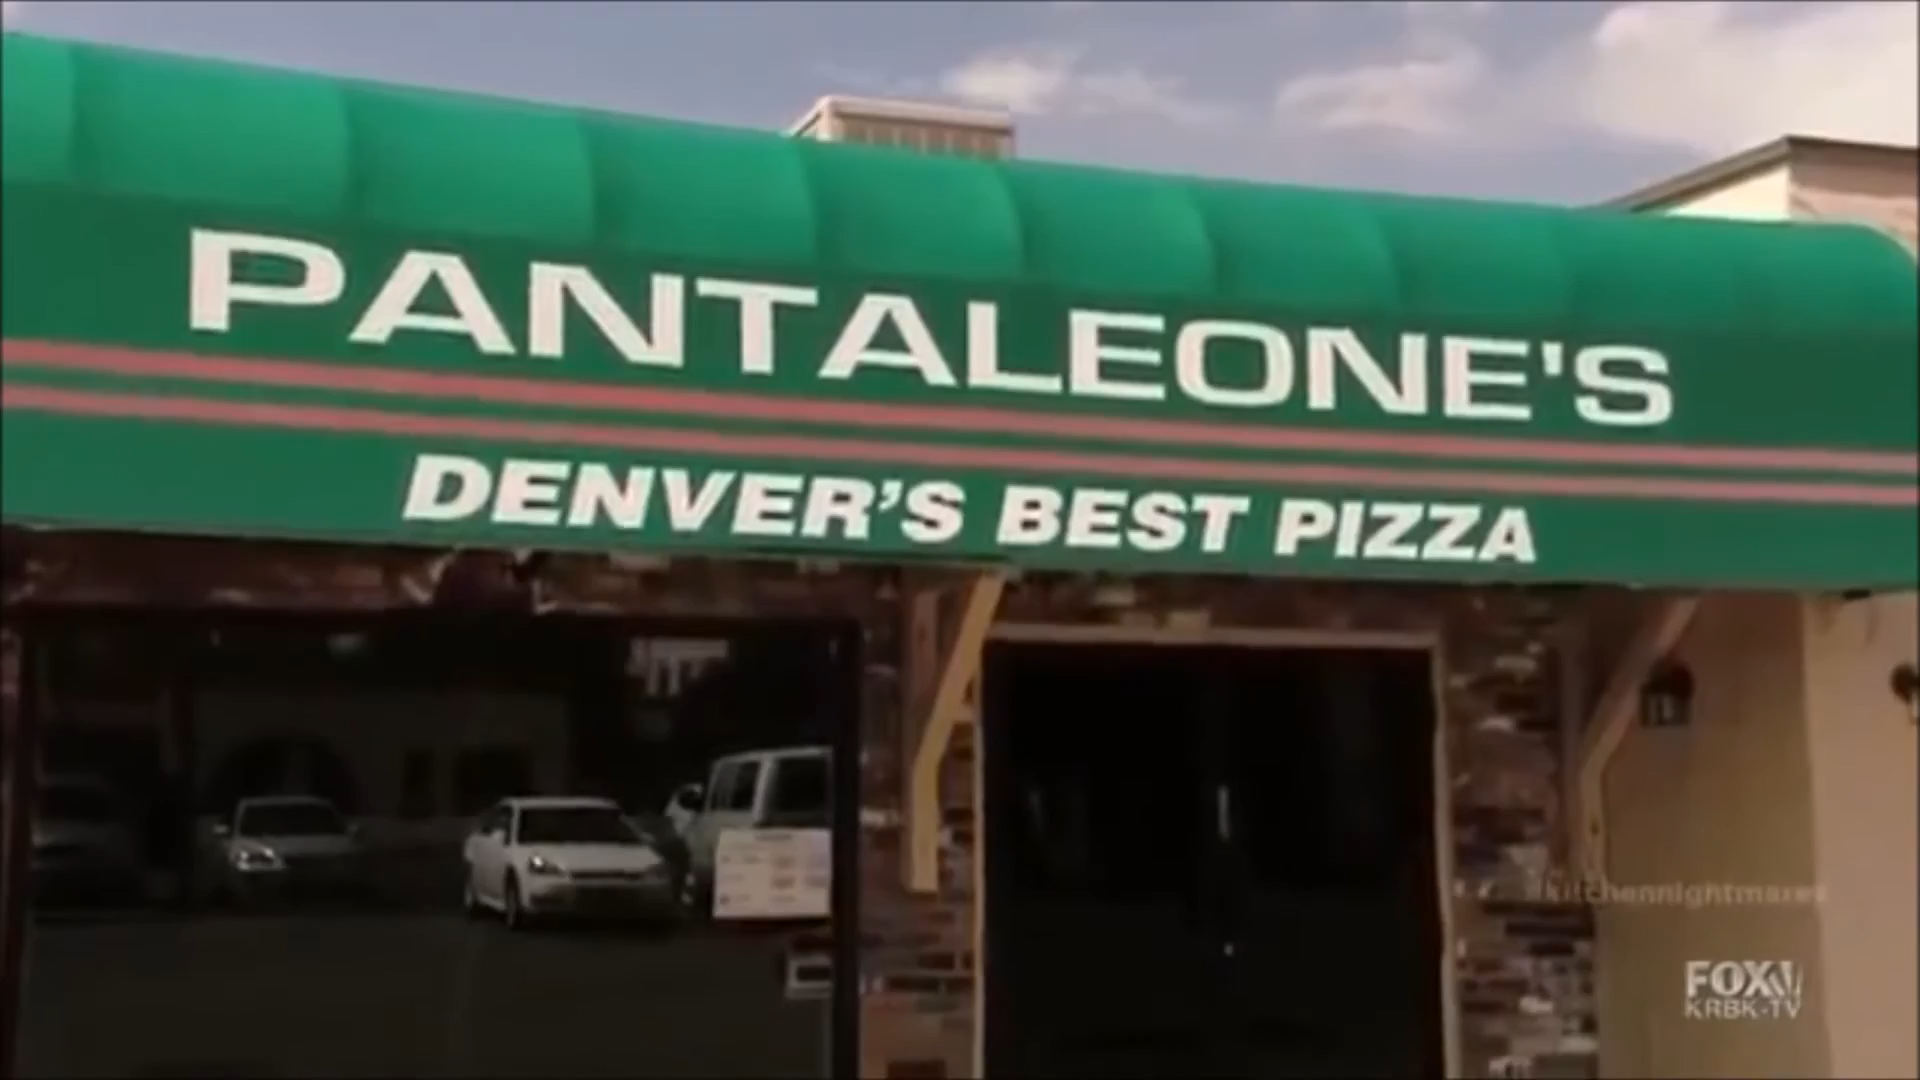 PANTALEONE'S
DENVER'S BEST PIZZA
#kitchennightmares
FOX
KRBK-TV